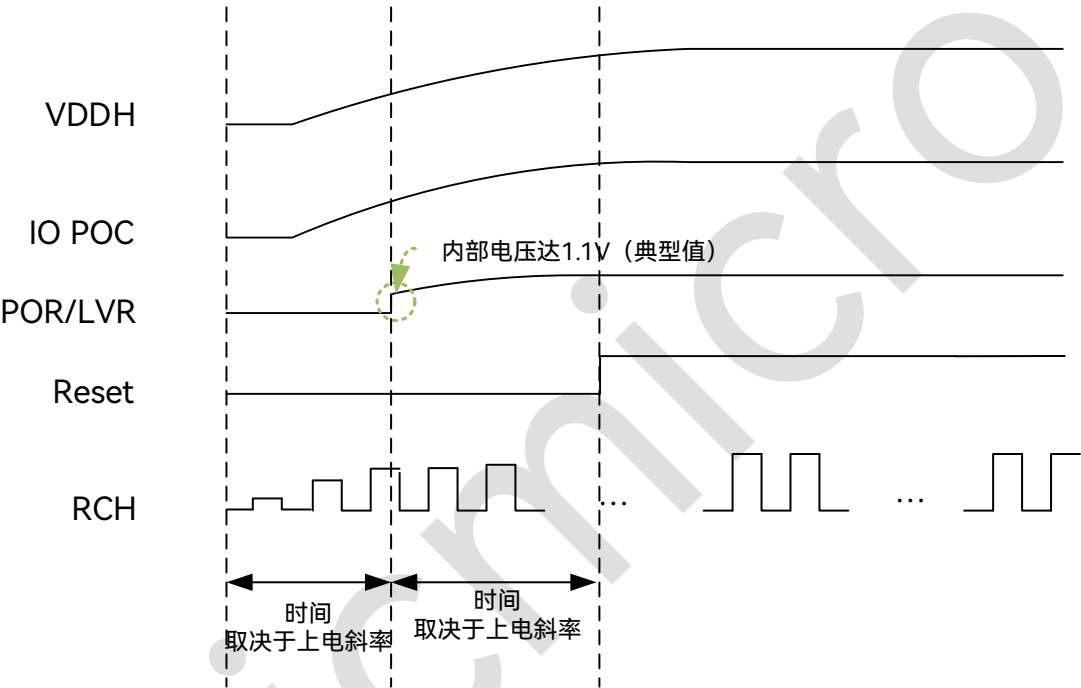 VDDH
IO POC
内部电压达1.1V（典型值）
POR/LVR
Reset
RCH
...
...
时间
取决于上电斜率
时间
取决于上电斜率
cmicro